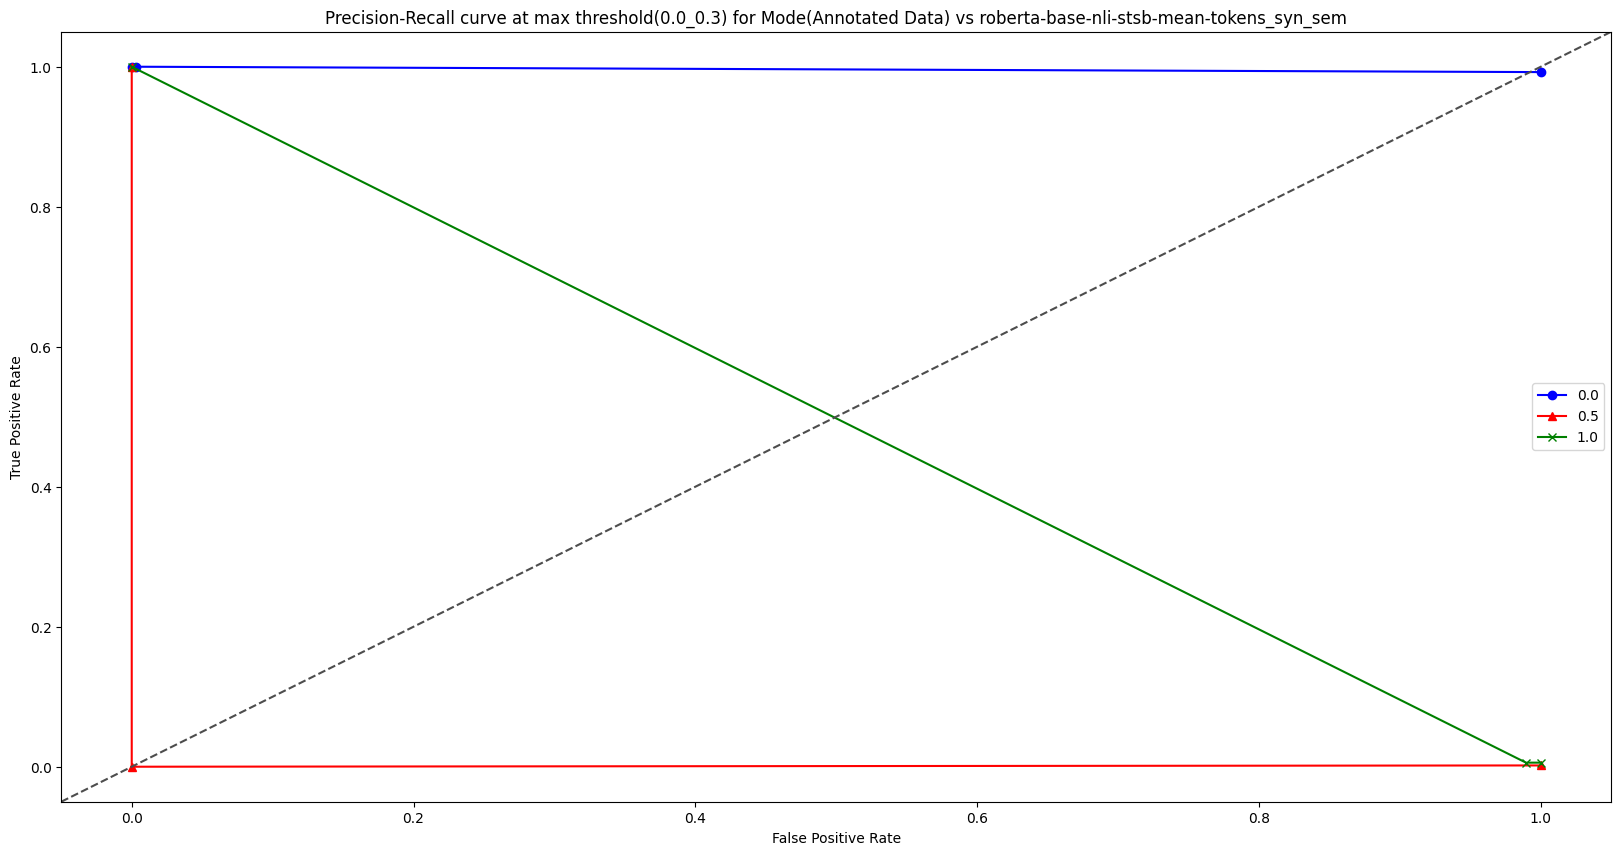 Precision-Recall curve at max threshold(0.0_0.3) for Mode(Annotated Data) vs roberta-base-nli-stsb-mean-tokens_syn_sem
1.0
0.8
0.6
0.4
0.2
0.0
True Positive Rate
0.0
0.5
1.0
0.0 0.2 0.4 0.6 0.8 1.0
False Positive Rate